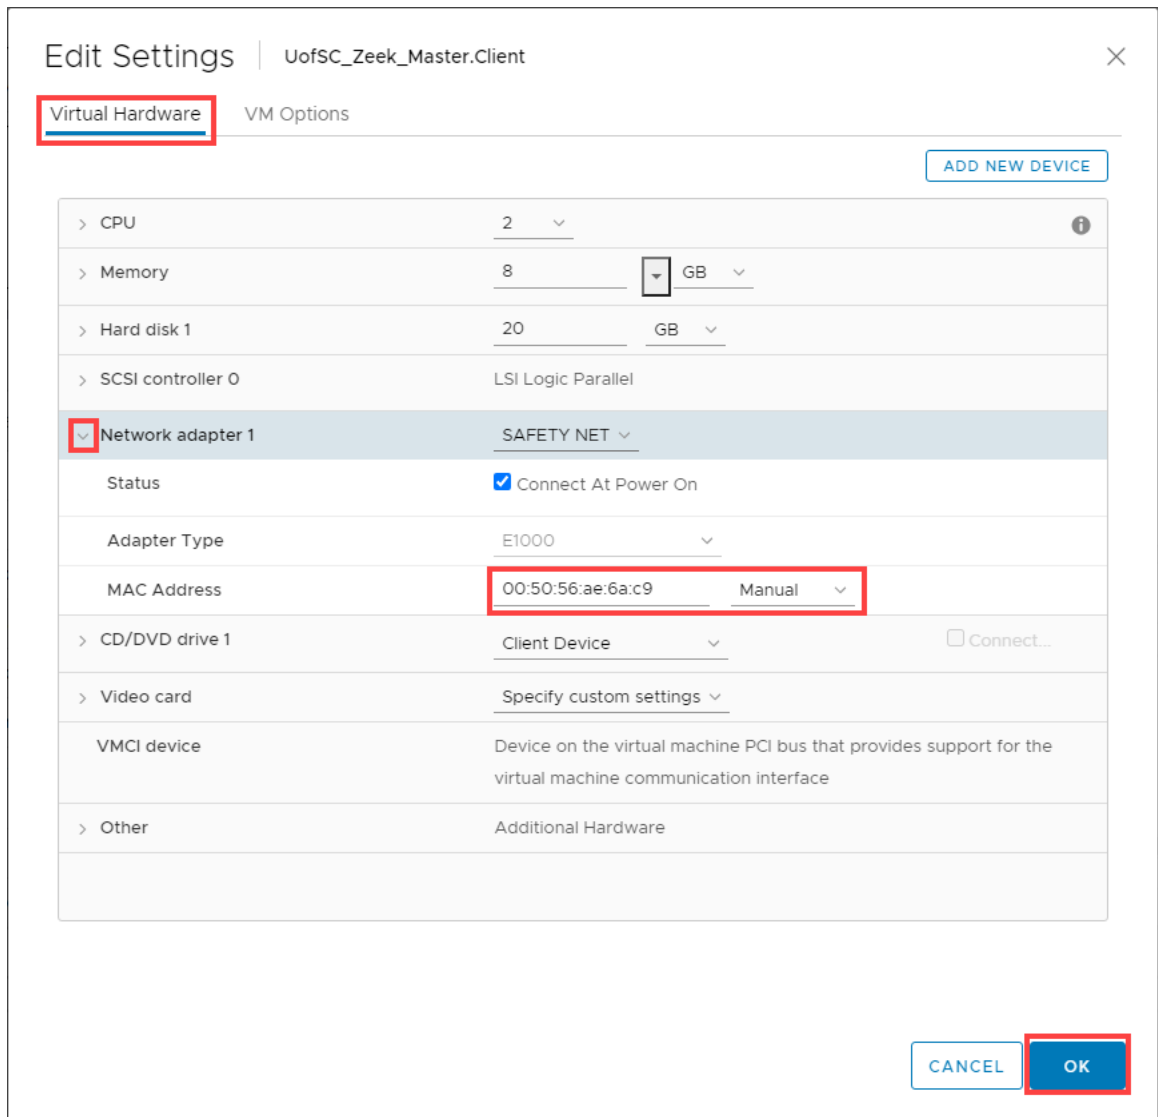 Edit Settings UofSC_Zeek_Master.Client
Virtual Hardware VM Options
ADD NEW DEVICE
CPU 2
Memory 8 GB
Hard disk 1 20 GB
SCSI controller 0 LSI Logic Parallel
Network adapter 1 SAFETY NET
Status Connect At Power On
Adapter Type E1000
MAC Address 00:50:56:ae:6a:c9 Manual
CD/DVD drive 1 Client Device Connect...
Video card Specify custom settings
VMCI device Device on the virtual machine PCI bus that provides support for the
virtual machine communication interface
Other Additional Hardware
CANCEL OK